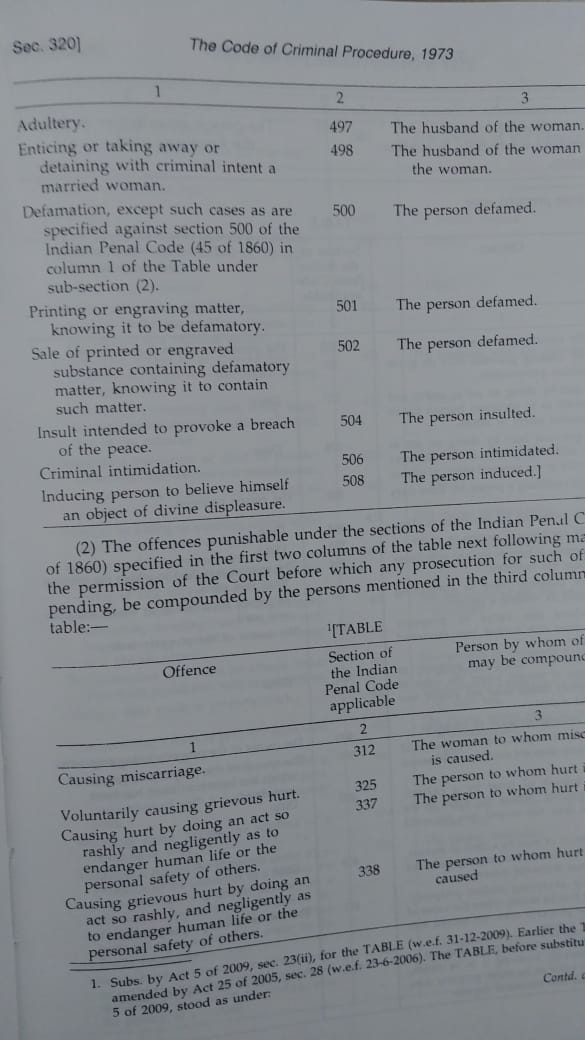 Sec. 320] The Code of Criminal Procedure, 1973
1 2 3
Adultery. 497 The husband of the woman.
Enticing or taking away or 498 The husband of the woman
detaining with criminal intent a the woman.
married woman.
Defamation, except such cases as are 500 The person defamed.
specified against section 500 of the
Indian Penal Code (45 of 1860) in
column 1 of the Table under
sub-section (2).
Printing or engraving matter, 501 The person defamed.
knowing it to be defamatory.
Sale of printed or engraved 502 The person defamed.
substance containing defamatory
matter, knowing it to contain
such matter.
Insult intended to provoke a breach 504 The person insulted.
of the peace.
Criminal intimidation. 506 The person intimidated.
Inducing person to believe himself 508 The person induced.]
an object of divine displeasure.
(2) The offences punishable under the sections of the Indian Penal C
of 1860) specified in the first two columns of the table next following ma
the permission of the Court before which any prosecution for such of
pending, be compounded by the persons mentioned in the third column
table:—
1[TABLE
Offence Section of Person by whom of
the Indian may be compoun
Penal Code
applicable
1 2 3
Causing miscarriage. 312 The woman to whom misc
is caused.
Voluntarily causing grievous hurt. 325 The person to whom hurt i
Causing hurt by doing an act so 337 The person to whom hurt i
rashly and negligently as to
endanger human life or the
personal safety of others.
Causing grievous hurt by doing an 338 The person to whom hurt
act so rashly, and negligently as caused
to endanger human life or the
personal safety of others.
1. Subs. by Act 5 of 2009, sec. 23(ii), for the TABLE (w.e.f. 31-12-2009). Earlier the T
amended by Act 25 of 2005, sec. 28 (w.e.f. 23-6-2006). The TABLE, before substitu
5 of 2009, stood as under:
Contd.